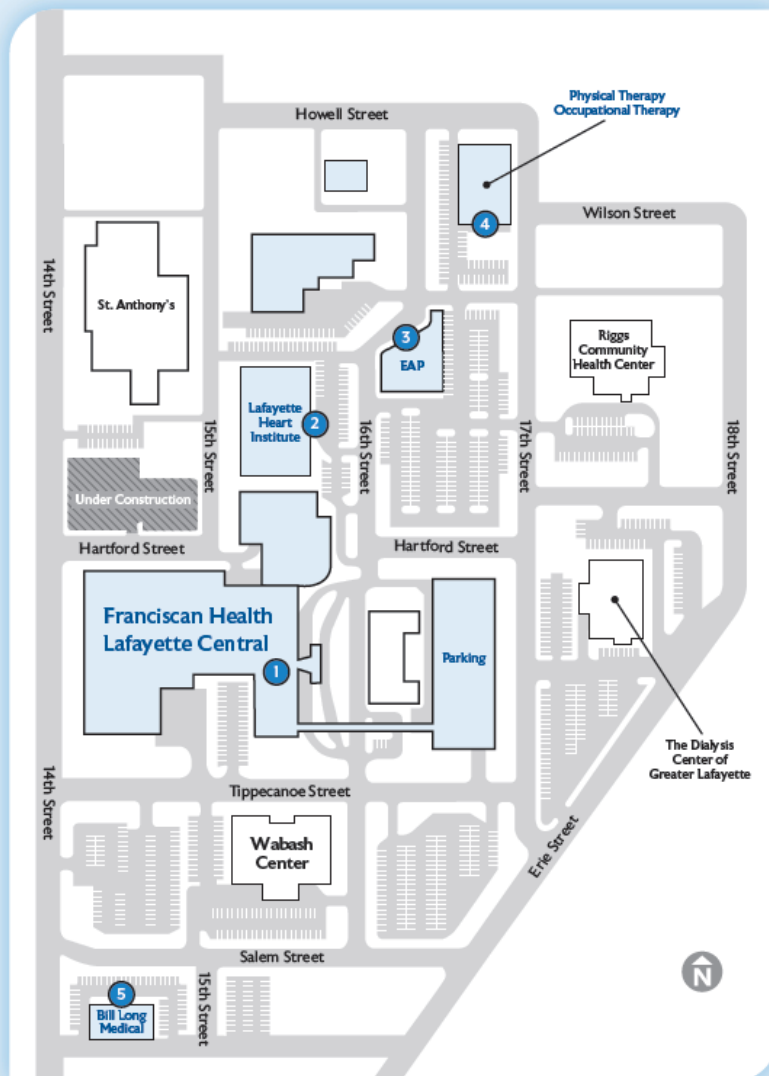 Physical Therapy
Occupational Therapy
Howell Street
Wilson Street
4
14th Street
St. Anthony's
3
EAP
Riggs
Community
Health Center
Lafayette
Heart
Institute
2
15th Street
16th Street
17th Street
18th Street
Under Construction
Hartford Street
Hartford Street
Franciscan Health
Lafayette Central
1
Parking
The Dialysis
Center of
Greater Lafayette
14th Street
Tippecanoe Street
Wabash
Center
Erie Street
Salem Street
N
15th Street
5
Bill Long
Medical